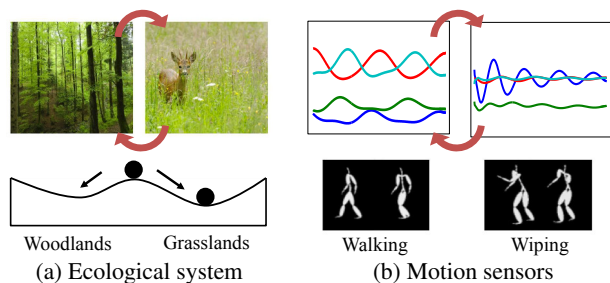 Woodlands
Grasslands
(a) Ecological system
Walking
Wiping
(b) Motion sensors